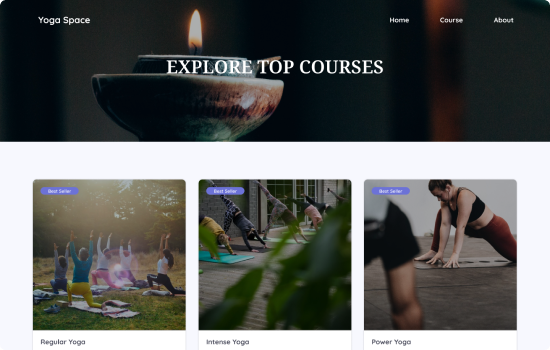 Yoga Space
Home
Course
About
EXPLORE TOP COURSES
Best Seller
Best Seller
Best Seller
Regular Yoga
Intense Yoga
Power Yoga